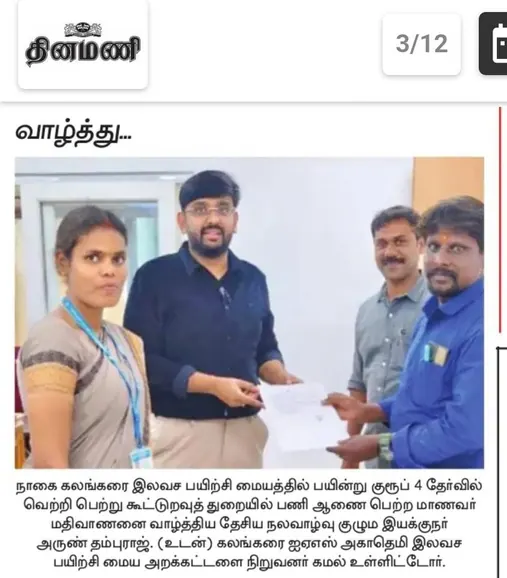 தினமணி
3/12
வாழ்த்து...
நாகை கலங்கரை இலவச பயிற்சி மையத்தில் பயின்று குரூப் 4 தேர்வில்
வெற்றி பெற்று கூட்டுறவுத் துறையில் பணி ஆணை பெற்ற மாணவர்
மதிவாணனை வாழ்த்திய தேசிய நலவாழ்வு குழும இயக்குநர்
அருண் தம்புராஜ். (உடன்) கலங்கரை ஐஏஎஸ் அகாதெமி இலவச
பயிற்சி மைய அறக்கட்டளை நிறுவனர் கமல் உள்ளிட்டோர்.